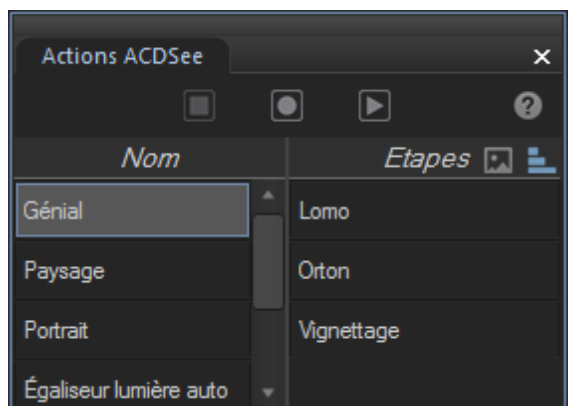 Actions ACDSee
Nom Etapes
Génial Lomo
Paysage Orton
Portrait Vignettage
Égaliseur lumière auto